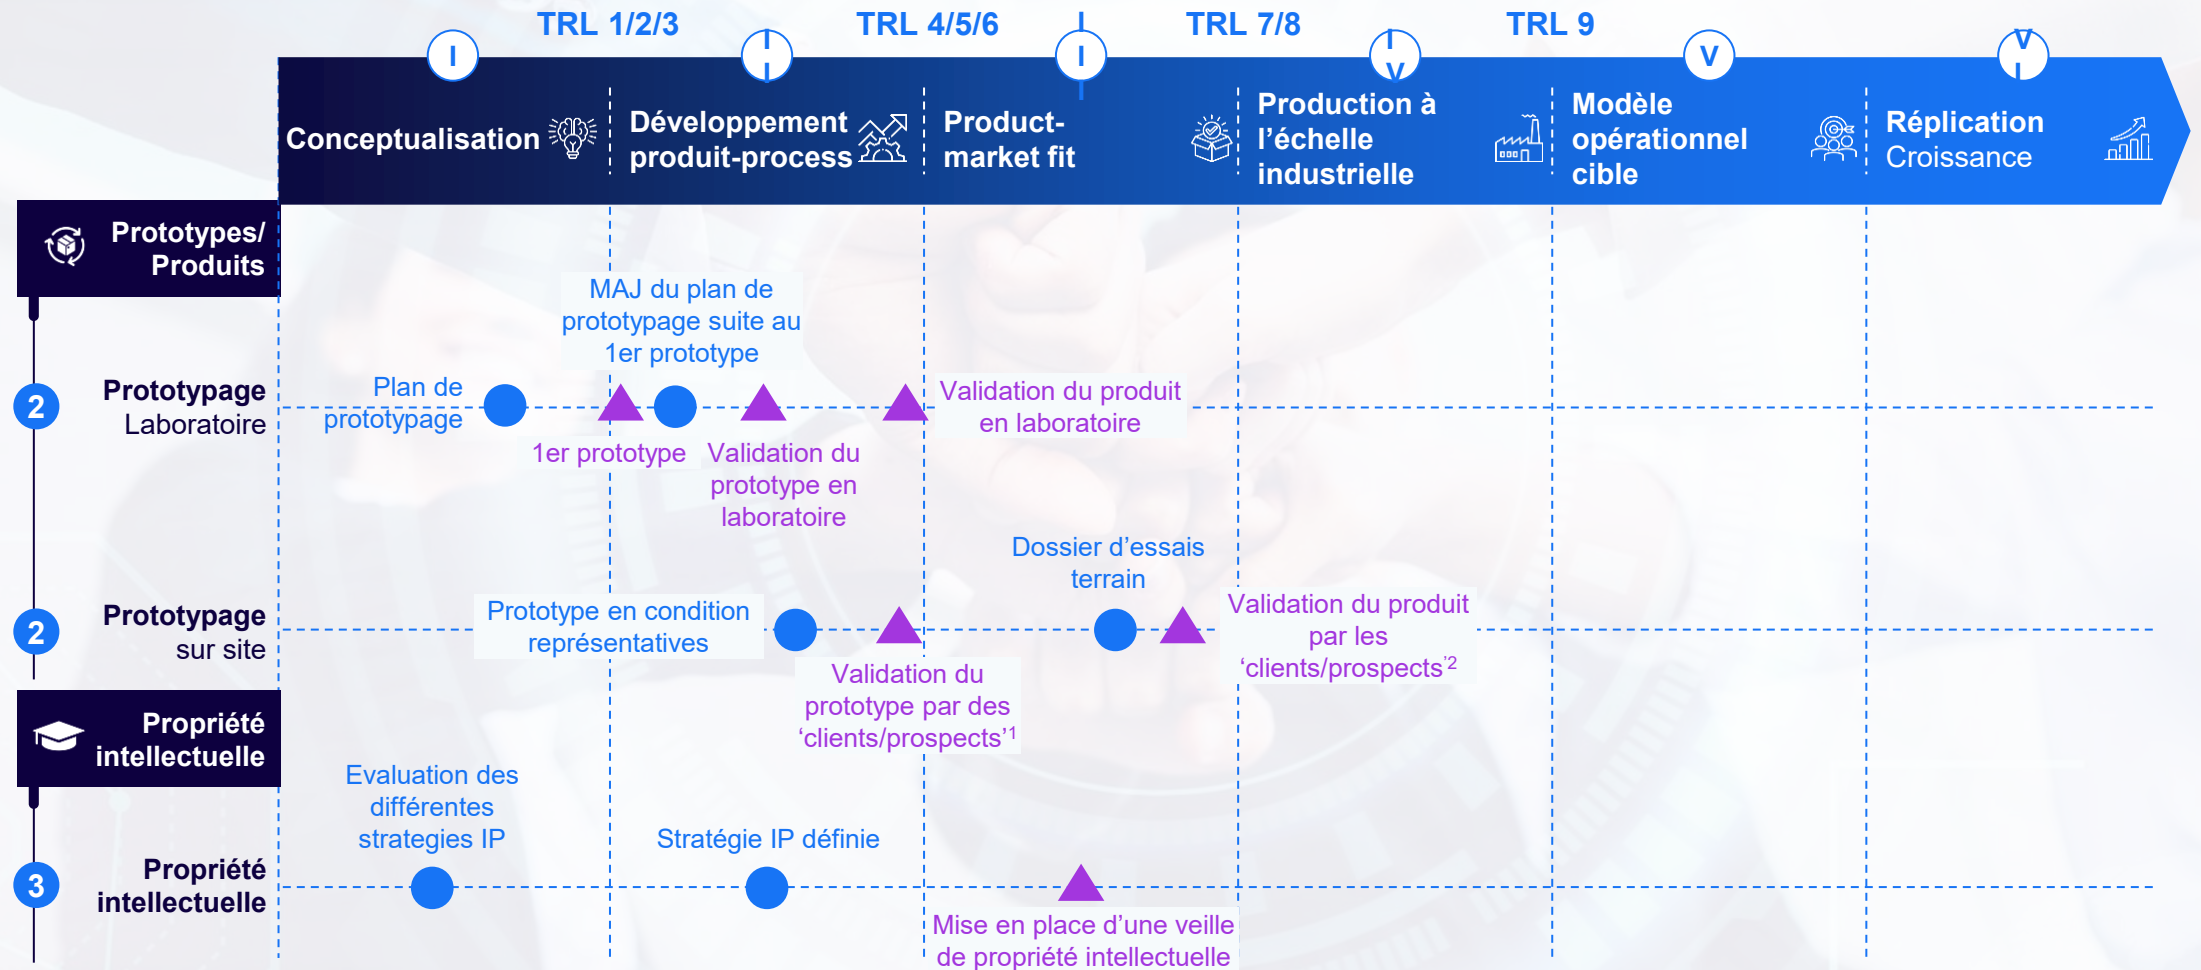 TRL 1/2/3
TRL 4/5/6
TRL 7/8
TRL 9
I
II
III
IV
V
VI
Conceptualisation
Développement
produit-process
Product-
market fit
Production à
l’échelle
industrielle
Modèle
opérationnel
cible
Réplication
Croissance
Prototypes/
Produits
MAJ du plan de
prototypage suite au
1er prototype
2
Prototypage
Laboratoire
Plan de
prototypage
1er prototype
Validation du
prototype en
laboratoire
Validation du produit
en laboratoire
2
Prototypage
sur site
Prototype en condition
représentatives
Validation du
prototype par des
‘clients/prospects’1
Dossier d’essais
terrain
Validation du produit
par les
‘clients/prospects’2
Propriété
intellectuelle
3
Propriété
intellectuelle
Evaluation des
différentes
strategies IP
Stratégie IP définie
Mise en place d’une veille
de propriété intellectuelle